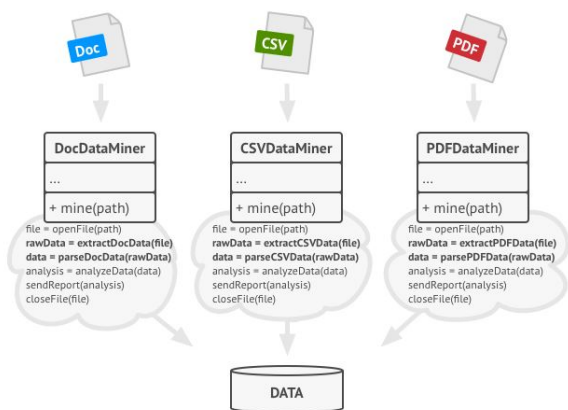 Doc
CSV
PDF
DocDataMiner
...
+ mine(path)
file = openFile(path)
rawData = extractDocData(file)
data = parseDocData(rawData)
analysis = analyzeData(data)
sendReport(analysis)
closeFile(file)
CSVDataMiner
...
+ mine(path)
file = openFile(path)
rawData = extractCSVData(file)
data = parseCSVData(rawData)
analysis = analyzeData(data)
sendReport(analysis)
closeFile(file)
PDFDataMiner
...
+ mine(path)
file = openFile(path)
rawData = extractPDFData(file)
data = parsePDFData(rawData)
analysis = analyzeData(data)
sendReport(analysis)
closeFile(file)
DATA